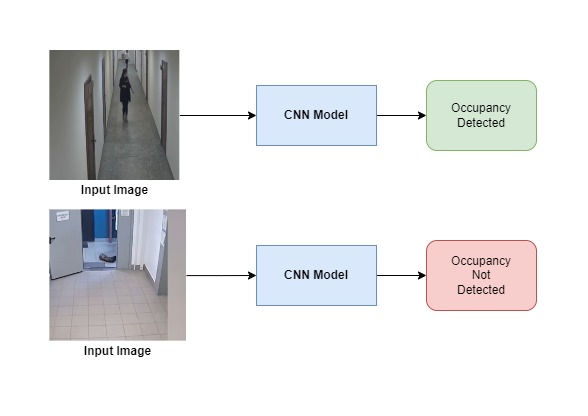 CNN Model
Occupancy
Detected
Input Image
CNN Model
Occupancy
Not
Detected
Input Image